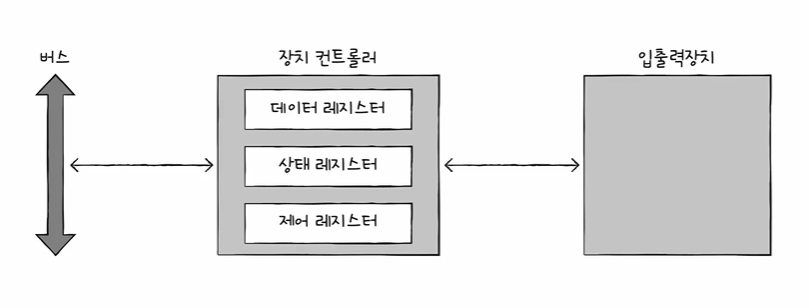 버스
장치 컨트롤러
입출력장치
데이터 레지스터
상태 레지스터
제어 레지스터